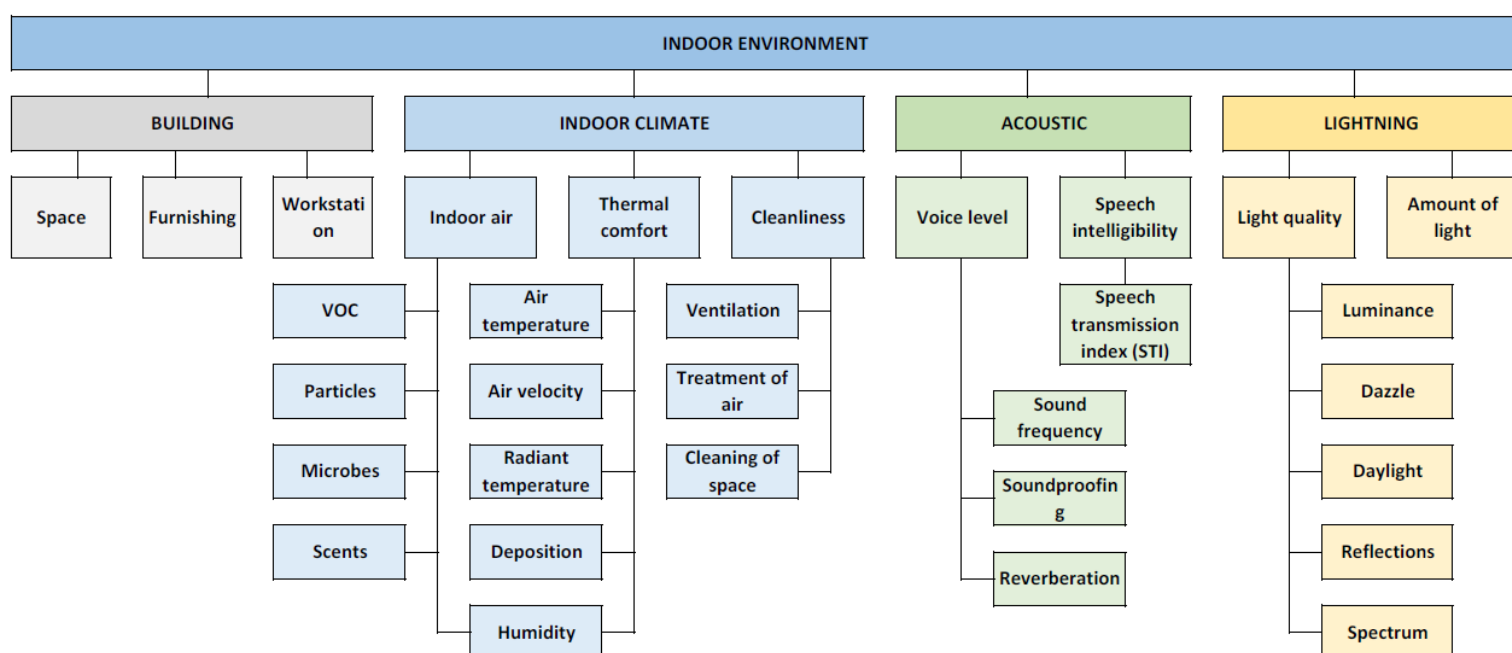 INDOOR ENVIRONMENT
BUILDING
INDOOR CLIMATE
ACOUSTIC
LIGHTNING
Space
Furnishing
Workstati
on
Indoor air
Thermal
comfort
Cleanliness
Voice level
Speech
intelligibility
Light quality
Amount of
light
VOC
Air
temperature
Ventilation
Speech
transmission
index (STI)
Luminance
Particles
Air velocity
Treatment of
air
Sound
frequency
Dazzle
Microbes
Radiant
temperature
Cleaning of
space
Soundproofin
g
Daylight
Scents
Deposition
Reverberation
Reflections
Humidity
Spectrum